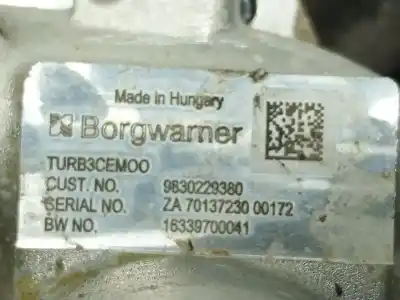 Made in Hungary
BorgWarner
TURB3CEMOO
CUST. NO. 9830229380
SERIAL NO. ZA 70137230 00172
BW NO. 16339700041